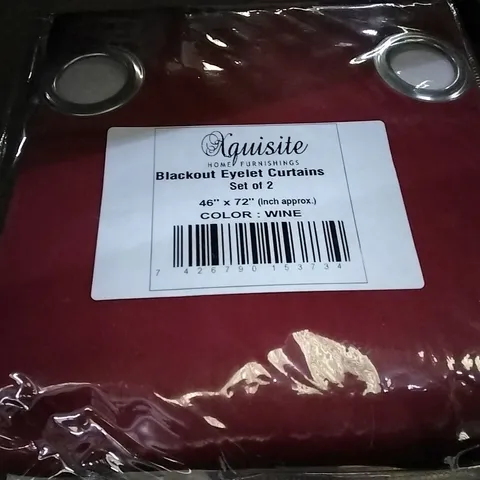 Xquisite
HOME FURNISHINGS
Blackout Eyelet Curtains
Set of 2
46" x 72" (Inch approx.)
COLOR : WINE
7 426790 153734